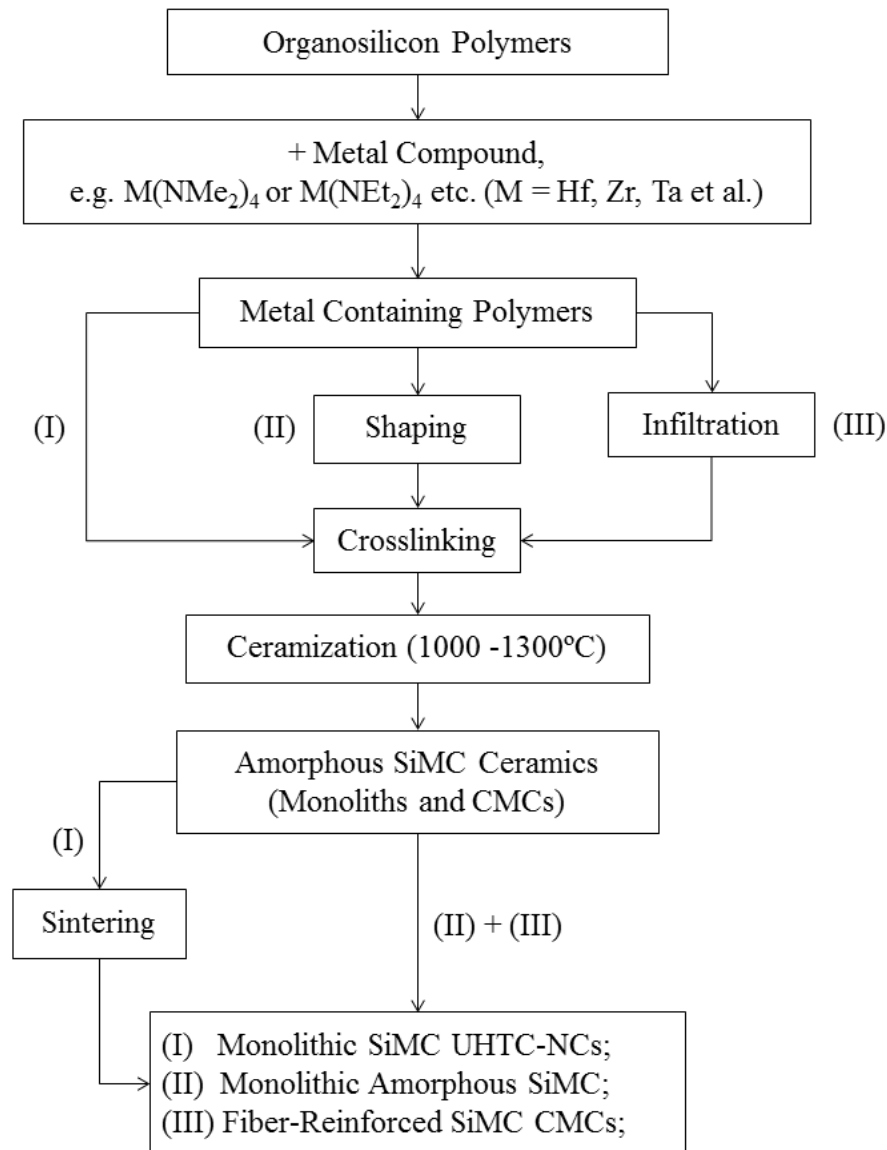 Organosilicon Polymers
+ Metal Compound,
e.g. M(NMe₂)₄ or M(NEt₂)₄ etc. (M = Hf, Zr, Ta et al.)
Metal Containing Polymers
(I)
(II)
Shaping
Infiltration
(III)
Crosslinking
Ceramization (1000 -1300ºC)
Amorphous SiMC Ceramics
(Monoliths and CMCs)
(I)
Sintering
(II) + (III)
(I) Monolithic SiMC UHTC-NCs;
(II) Monolithic Amorphous SiMC;
(III) Fiber-Reinforced SiMC CMCs;